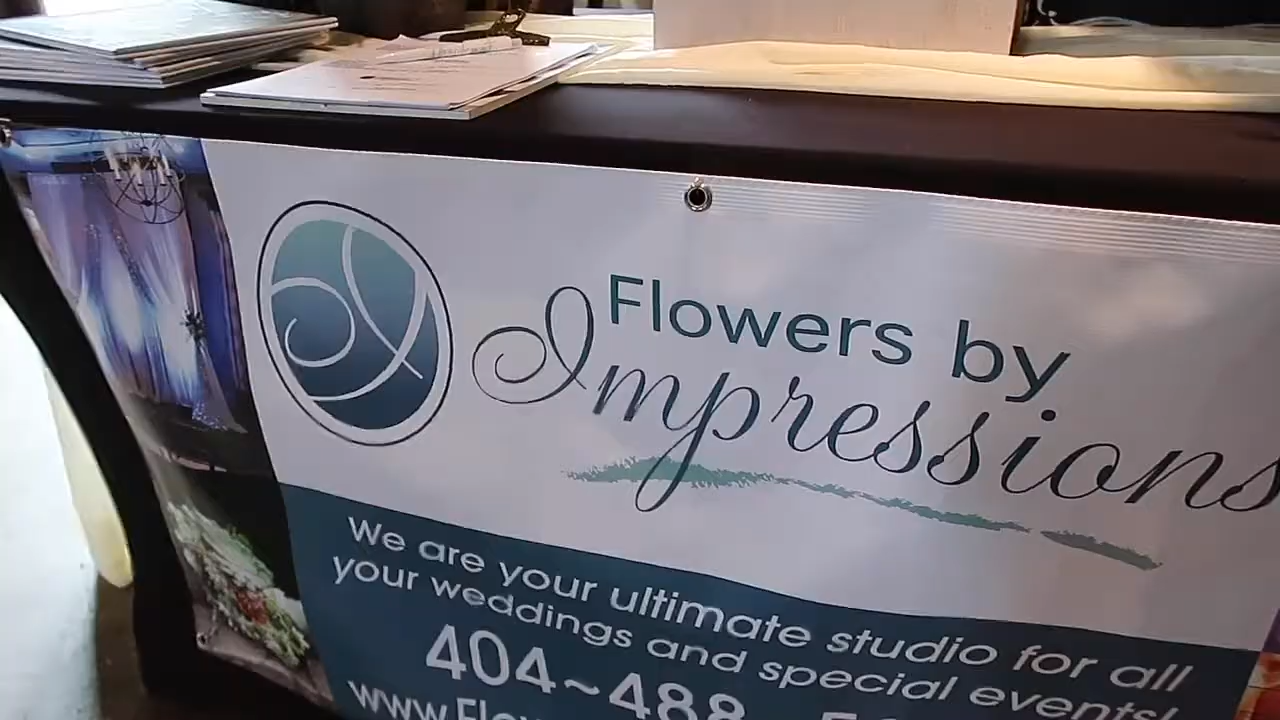 Flowers by
Impressions
We are your ultimate studio for all
your weddings and special events!
404~488